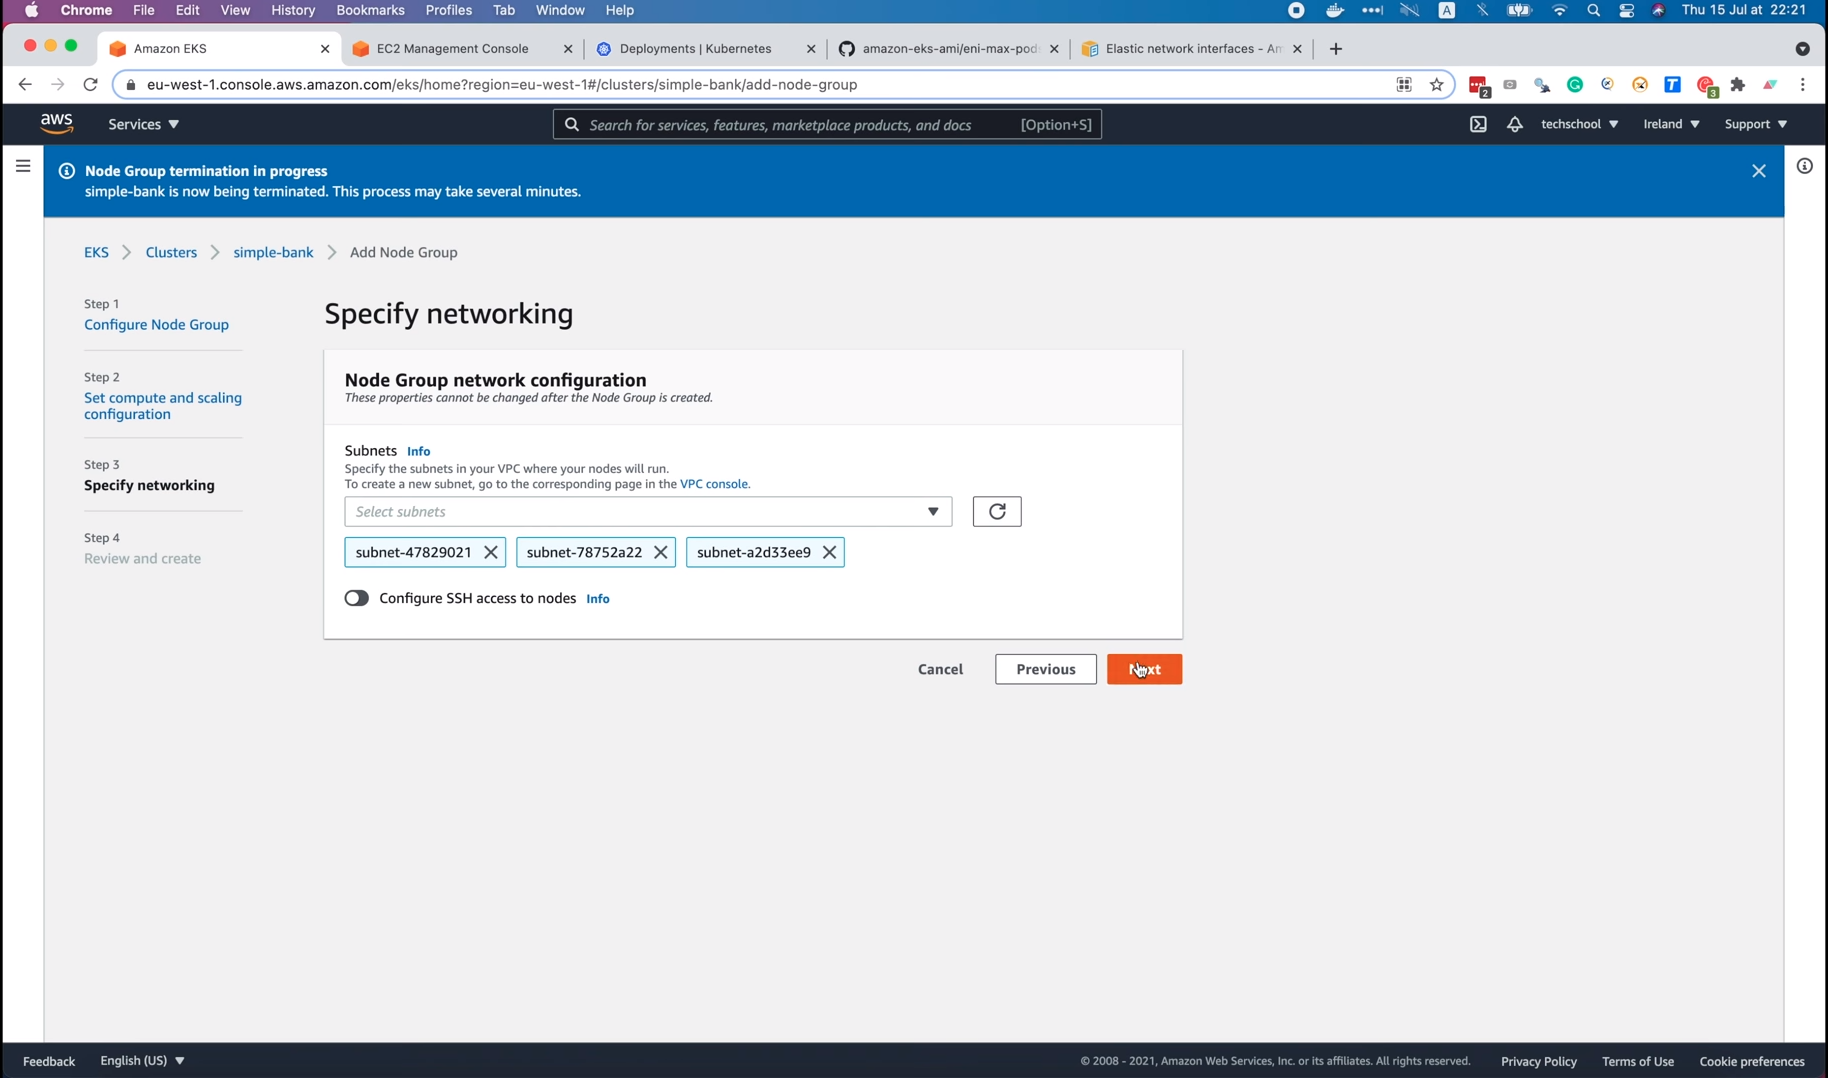 Chrome File Edit View History Bookmarks Profiles Tab Window Help A Thu 15 Jul at 22:21
Amazon EKS EC2 Management Console Deployments | Kubernetes amazon-eks-ami/eni-max-pods Elastic network interfaces - Am
eu-west-1.console.aws.amazon.com/eks/home?region=eu-west-1#/clusters/simple-bank/add-node-group 2 T 3
aws Services Search for services, features, marketplace products, and docs [Option+S] techschool Ireland Support
Node Group termination in progress
simple-bank is now being terminated. This process may take several minutes.
EKS Clusters simple-bank Add Node Group
Step 1
Configure Node Group
Step 2
Set compute and scaling
configuration
Step 3
Specify networking
Step 4
Review and create
Specify networking
Node Group network configuration
These properties cannot be changed after the Node Group is created.
Subnets Info
Specify the subnets in your VPC where your nodes will run.
To create a new subnet, go to the corresponding page in the VPC console.
Select subnets
subnet-47829021 subnet-78752a22 subnet-a2d33ee9
Configure SSH access to nodes Info
Cancel Previous Next
Feedback English (US) © 2008 - 2021, Amazon Web Services, Inc. or its affiliates. All rights reserved. Privacy Policy Terms of Use Cookie preferences